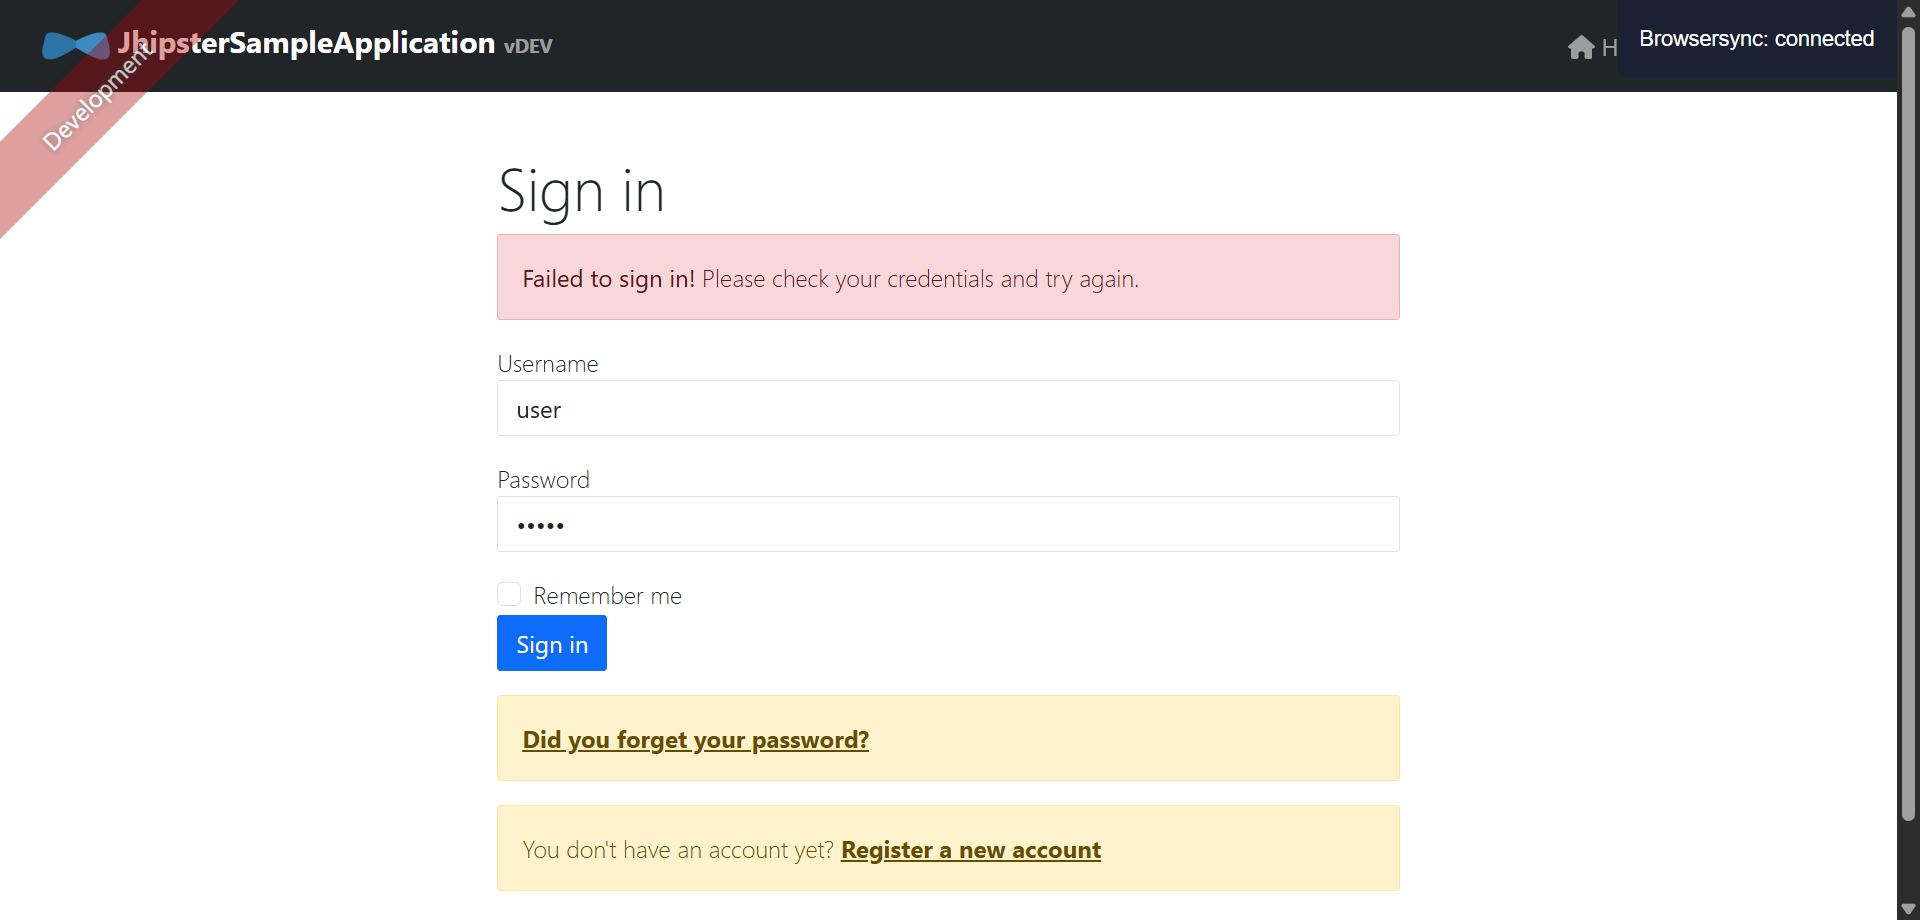 JhipsterSampleApplication vDEV
H
Browsersync: connected
Development
Sign in
Failed to sign in! Please check your credentials and try again.
Username
user
Password
•••••
Remember me
Sign in
Did you forget your password?
You don't have an account yet? Register a new account